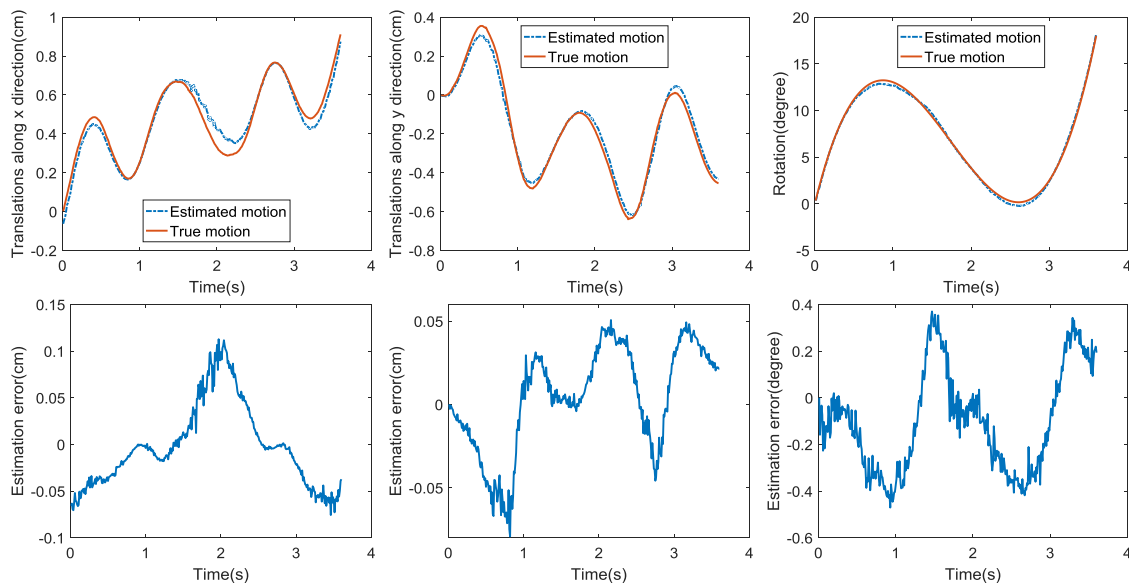 Translations along x direction(cm)
1
0.8
0.6
0.4
0.2
0
-0.2
0 1 2 3 4
Time(s)
Estimated motion
True motion
Translations along y direction(cm)
0.4
0.2
0
-0.2
-0.4
-0.6
-0.8
0 1 2 3 4
Time(s)
Estimated motion
True motion
Rotation(degree)
20
15
10
5
0
-5
0 1 2 3 4
Time(s)
Estimated motion
True motion
Estimation error(cm)
0.15
0.1
0.05
0
-0.05
-0.1
0 1 2 3 4
Time(s)
Estimation error(cm)
0.05
0
-0.05
0 1 2 3 4
Time(s)
Estimation error(degree)
0.4
0.2
0
-0.2
-0.4
-0.6
0 1 2 3 4
Time(s)